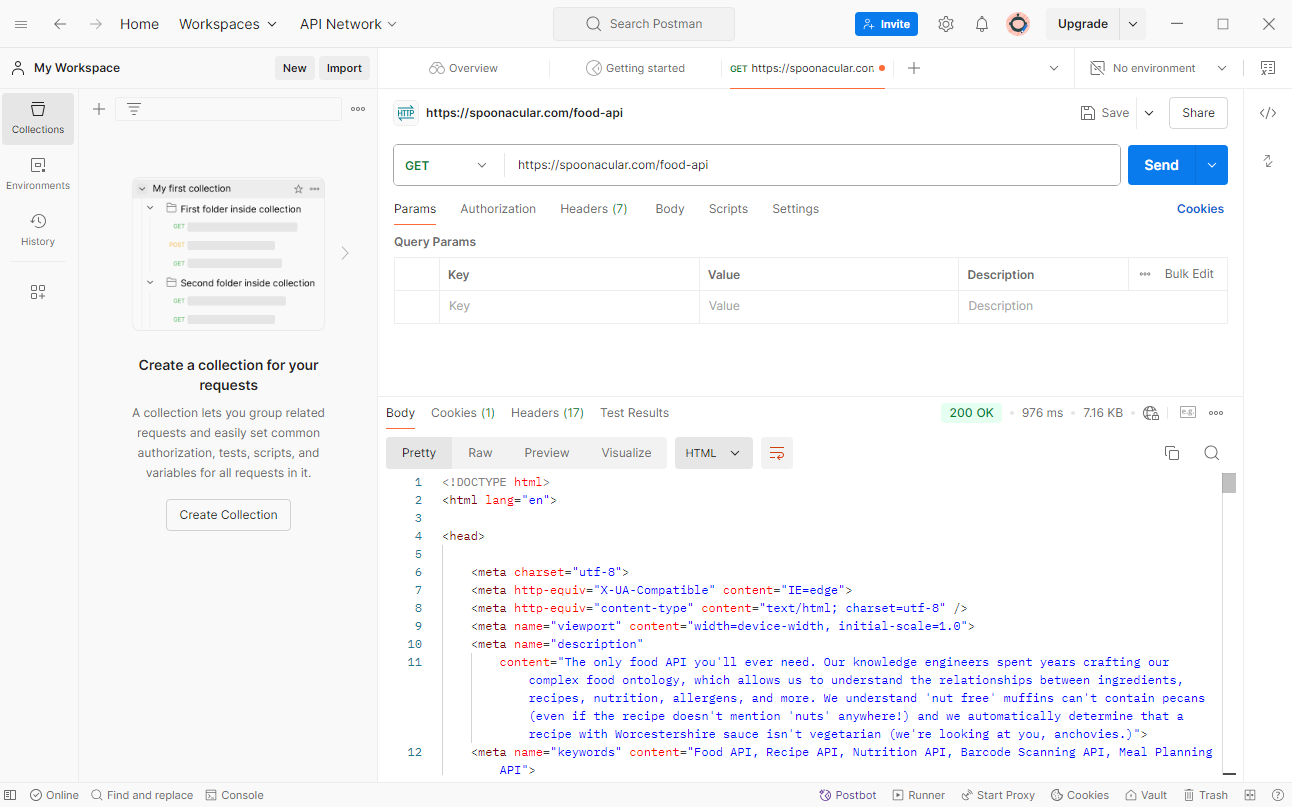 Home Workspaces API Network Search Postman Invite Upgrade
My Workspace New Import Overview Getting started GET https://spoonacular.con No environment
Collections
Environments
History
My first collection
First folder inside collection
GET
POST
GET
Second folder inside collection
GET
GET
Create a collection for your
requests
A collection lets you group related
requests and easily set common
authorization, tests, scripts, and
variables for all requests in it.
Create Collection
HTTP https://spoonacular.com/food-api Save Share
GET https://spoonacular.com/food-api Send
Params Authorization Headers (7) Body Scripts Settings Cookies
Query Params
Key Value Description Bulk Edit
Key Value Description
Body Cookies (1) Headers (17) Test Results 200 OK 976 ms 7.16 KB e.g.
Pretty Raw Preview Visualize HTML
1 <!DOCTYPE html>
2 <html lang="en">
3
4 <head>
5
6 <meta charset="utf-8">
7 <meta http-equiv="X-UA-Compatible" content="IE=edge">
8 <meta http-equiv="content-type" content="text/html; charset=utf-8" />
9 <meta name="viewport" content="width=device-width, initial-scale=1.0">
10 <meta name="description"
11 content="The only food API you'll ever need. Our knowledge engineers spent years crafting our
complex food ontology, which allows us to understand the relationships between ingredients,
recipes, nutrition, allergens, and more. We understand 'nut free' muffins can't contain pecans
(even if the recipe doesn't mention 'nuts' anywhere!) and we automatically determine that a
recipe with Worcestershire sauce isn't vegetarian (we're looking at you, anchovies.)">
12 <meta name="keywords" content="Food API, Recipe API, Nutrition API, Barcode Scanning API, Meal Planning
API">
Online Find and replace Console Postbot Runner Start Proxy Cookies Vault Trash